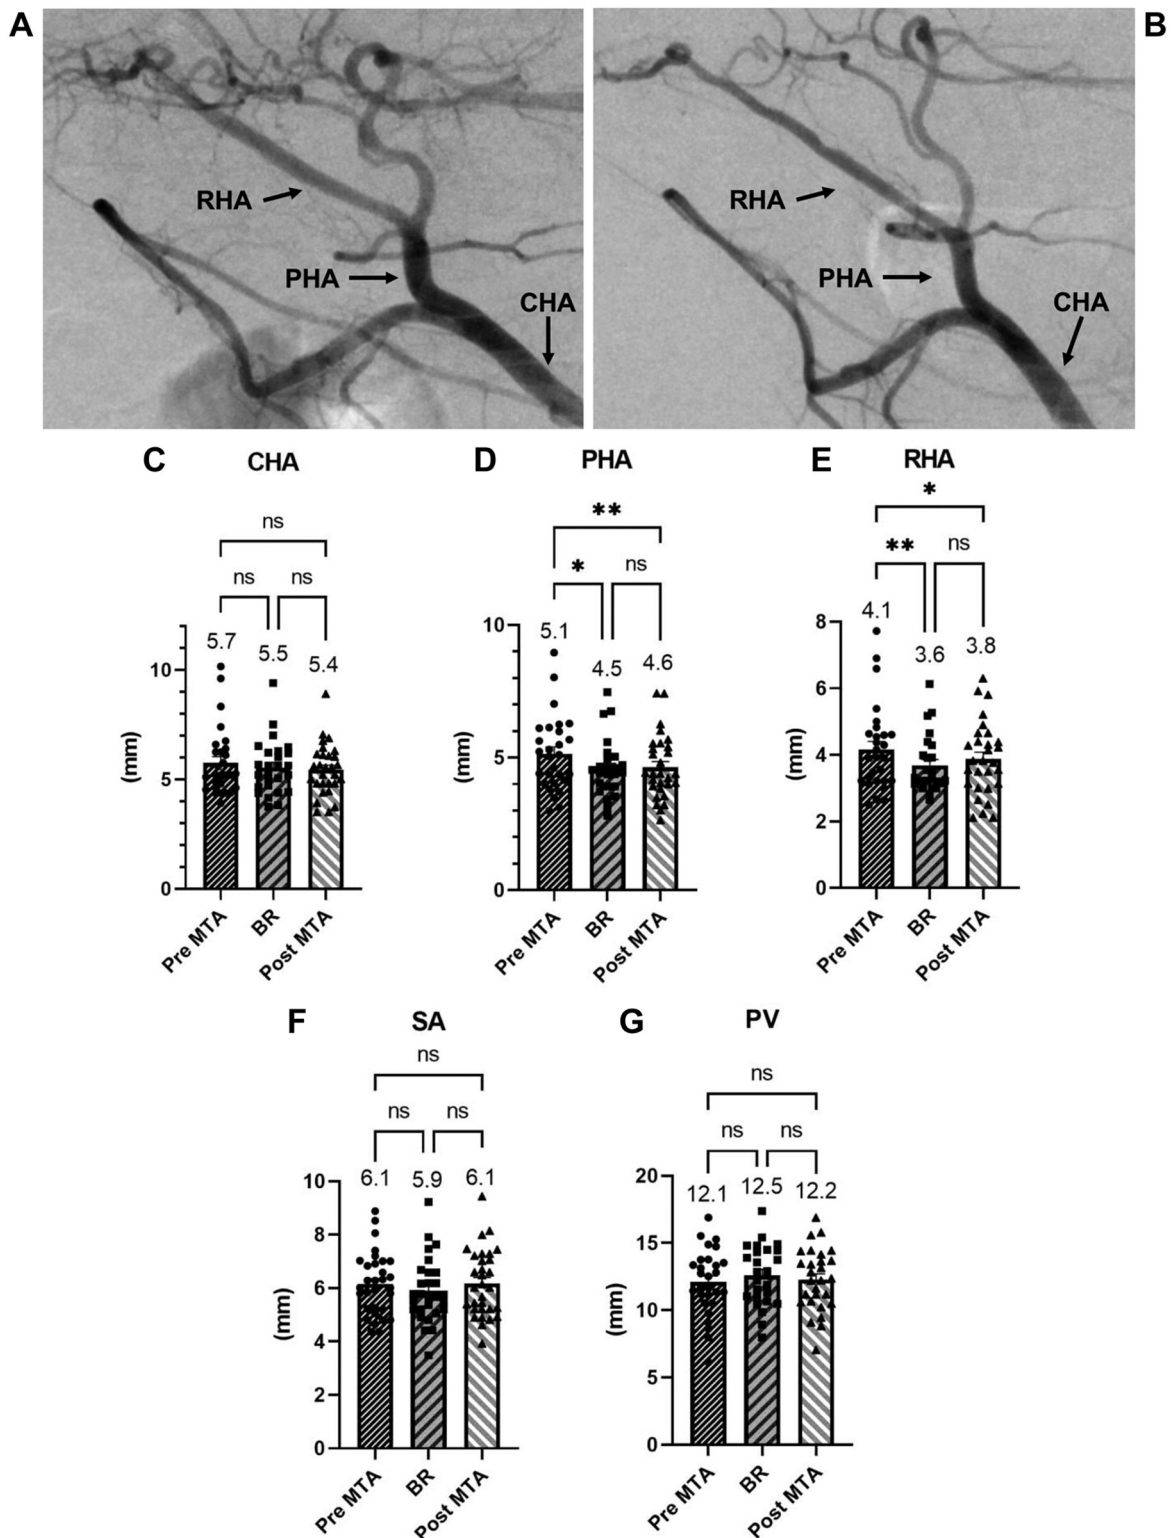 A
B
RHA
PHA
CHA
RHA
PHA
CHA
C
CHA
ns
ns
ns
5.7
5.5
5.4
10
5
0
(mm)
Pre MTA
BR
Post MTA
D
PHA
**
*
ns
5.1
4.5
4.6
10
5
0
(mm)
Pre MTA
BR
Post MTA
E
RHA
*
**
ns
4.1
3.6
3.8
8
6
4
2
0
(mm)
Pre MTA
BR
Post MTA
F
SA
ns
ns
ns
6.1
5.9
6.1
10
8
6
4
2
0
(mm)
Pre MTA
BR
Post MTA
G
PV
ns
ns
ns
12.1
12.5
12.2
20
15
10
5
0
(mm)
Pre MTA
BR
Post MTA